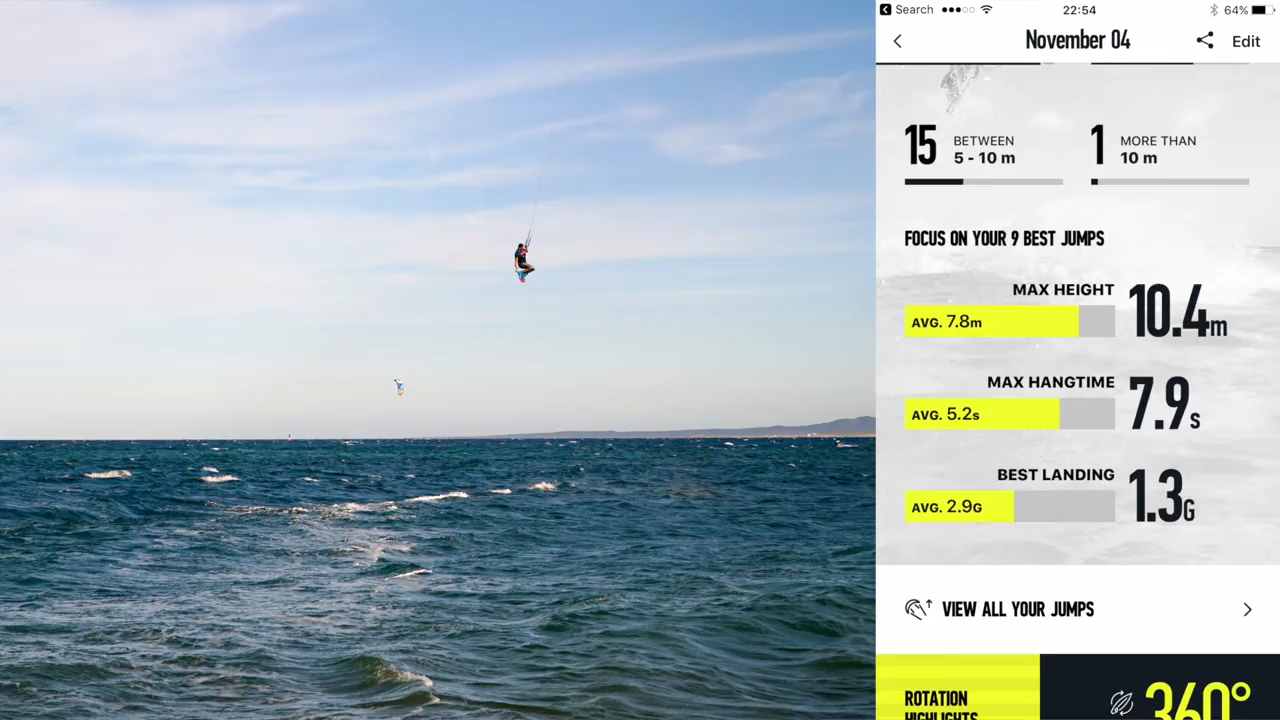 Search 22:54 64%
November 04 Edit
15 BETWEEN 5 - 10 m
1 MORE THAN 10 m
FOCUS ON YOUR 9 BEST JUMPS
MAX HEIGHT
AVG. 7.8m 10.4m
MAX HANGTIME
AVG. 5.2s 7.9s
BEST LANDING
AVG. 2.9G 1.3G
VIEW ALL YOUR JUMPS
ROTATION
HIGHLIGHTS
360°